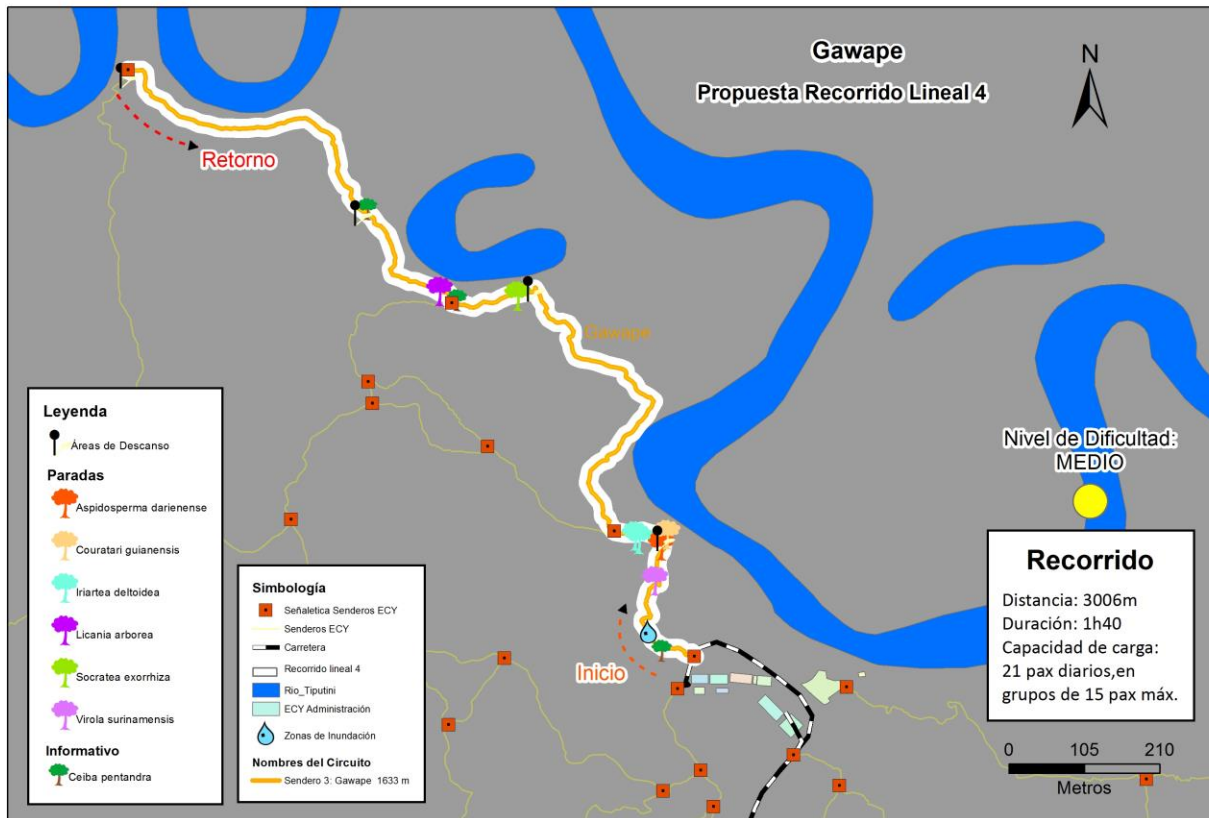 Gawape
Propuesta Recorrido Lineal 4
N
Retorno
Gawape
Nivel de Dificultad:
MEDIO
Inicio
Leyenda
Áreas de Descanso
Paradas
Aspidosperma darienense
Couratari guianensis
Iriartea deltoidea
Licania arborea
Socratea exorrhiza
Virola surinamensis
Informativo
Ceiba pentandra
Simbología
Señaletica Senderos ECY
Senderos ECY
Carretera
Recorrido lineal 4
Rio_Tiputini
ECY Administración
Zonas de Inundación
Nombres del Circuito
Sendero 3: Gawape 1633 m
Recorrido
Distancia: 3006m
Duración: 1h40
Capacidad de carga:
21 pax diarios,en
grupos de 15 pax máx.
0 105 210
Metros